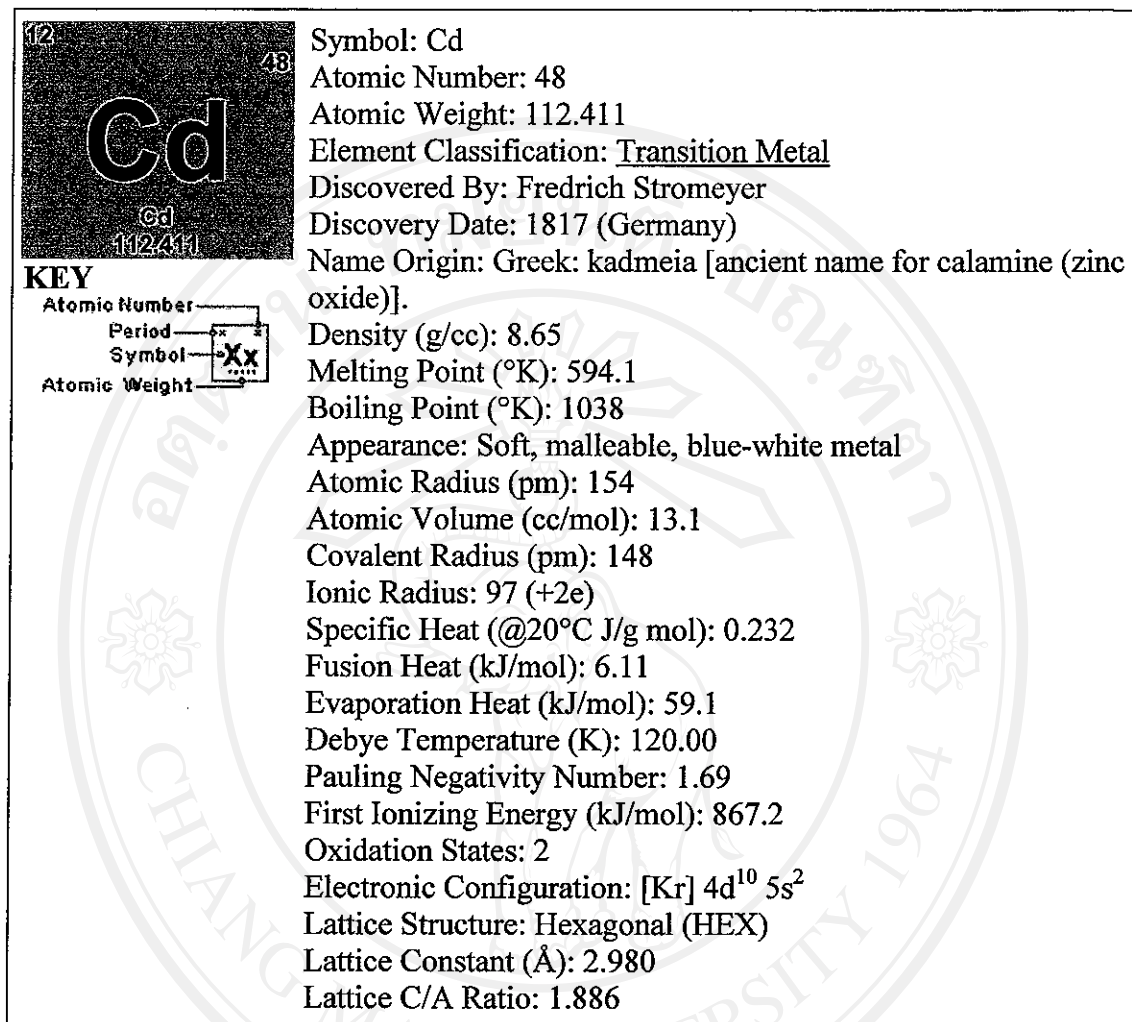 12
48
Cd
Cd
112.411
KEY
Atomic Number
Period
Symbol
Xx
Atomic Weight
Symbol: Cd
Atomic Number: 48
Atomic Weight: 112.411
Element Classification: Transition Metal
Discovered By: Fredrich Stromeyer
Discovery Date: 1817 (Germany)
Name Origin: Greek: kadmeia [ancient name for calamine (zinc
oxide)].
Density (g/cc): 8.65
Melting Point (°K): 594.1
Boiling Point (°K): 1038
Appearance: Soft, malleable, blue-white metal
Atomic Radius (pm): 154
Atomic Volume (cc/mol): 13.1
Covalent Radius (pm): 148
Ionic Radius: 97 (+2e)
Specific Heat (@20°C J/g mol): 0.232
Fusion Heat (kJ/mol): 6.11
Evaporation Heat (kJ/mol): 59.1
Debye Temperature (K): 120.00
Pauling Negativity Number: 1.69
First Ionizing Energy (kJ/mol): 867.2
Oxidation States: 2
Electronic Configuration: [Kr] 4d¹⁰ 5s²
Lattice Structure: Hexagonal (HEX)
Lattice Constant (Å): 2.980
Lattice C/A Ratio: 1.886
1964